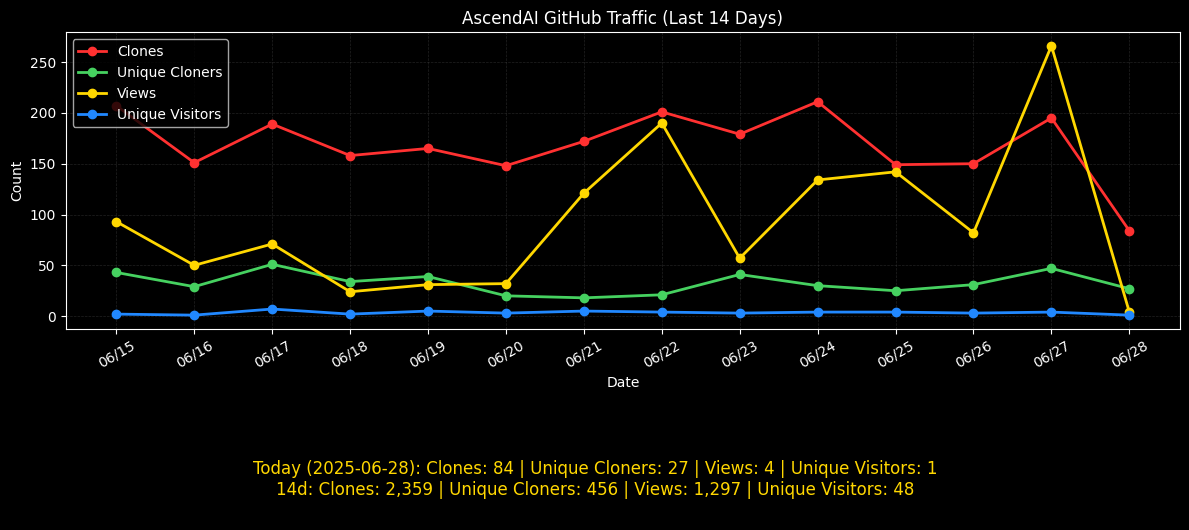 AscendAI GitHub Traffic (Last 14 Days)
Clones
Unique Cloners
Views
Unique Visitors
Count
250
200
150
100
50
0
06/15 06/16 06/17 06/18 06/19 06/20 06/21 06/22 06/23 06/24 06/25 06/26 06/27 06/28
Date
Today (2025-06-28): Clones: 84 | Unique Cloners: 27 | Views: 4 | Unique Visitors: 1
14d: Clones: 2,359 | Unique Cloners: 456 | Views: 1,297 | Unique Visitors: 48